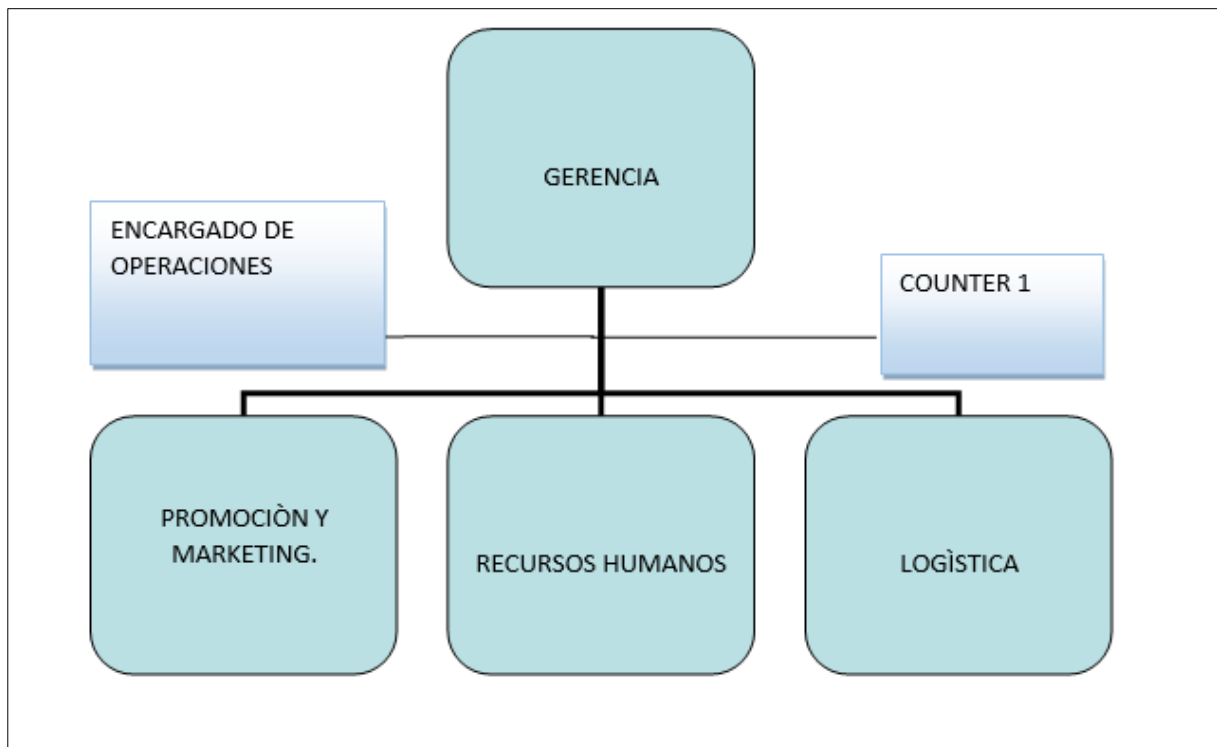 GERENCIA
ENCARGADO DE
OPERACIONES
COUNTER 1
PROMOCIÒN Y
MARKETING.
RECURSOS HUMANOS
LOGÌSTICA